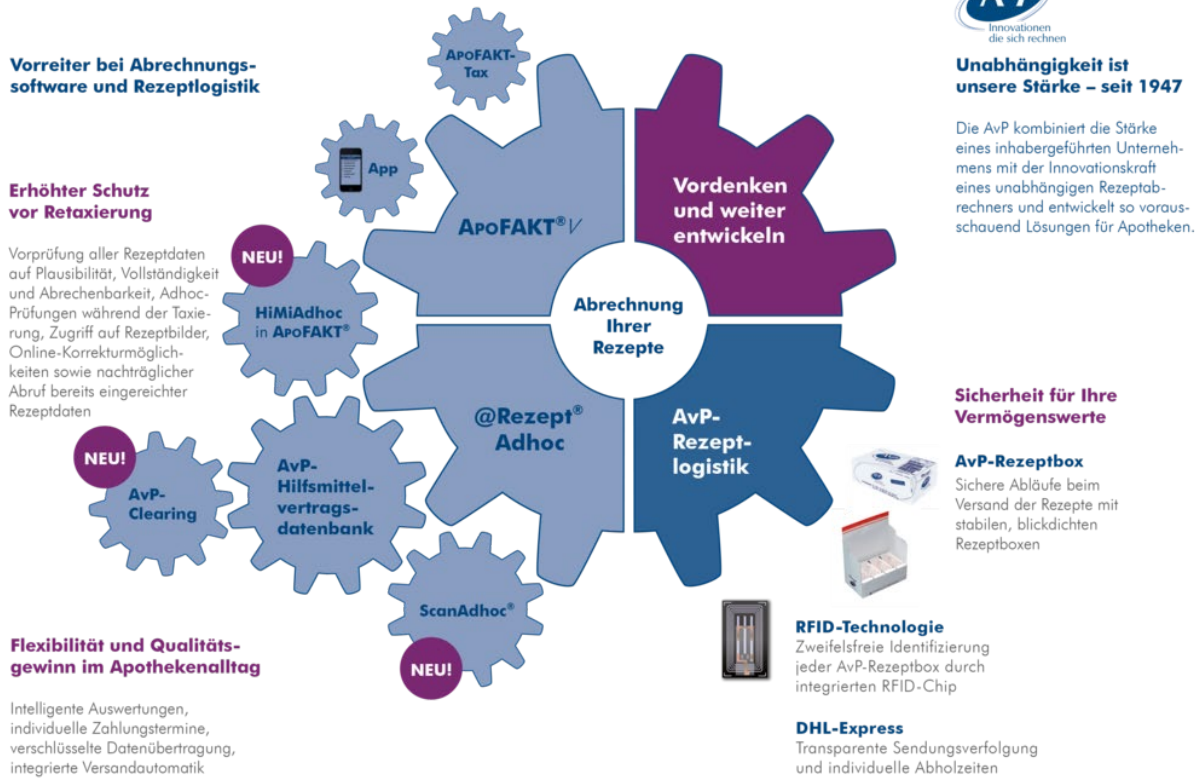 Vorreiter bei Abrechnungs-
software und Rezeptlogistik
Erhöhter Schutz
vor Retaxierung
Vorprüfung aller Rezeptdaten
auf Plausibilität, Vollständigkeit
und Abrechenbarkeit, Adhoc-
Prüfungen während der Taxie-
rung, Zugriff auf Rezeptbilder,
Online-Korrekturmöglich-
keiten sowie nachträglicher
Abruf bereits eingereichter
Rezeptdaten
Flexibilität und Qualitäts-
gewinn im Apothekenalltag
Intelligente Auswertungen,
individuelle Zahlungstermine,
verschlüsselte Datenübertragung,
integrierte Versandautomatik
APOFAKT-
Tax
App
APOFAKT® V
NEU!
HiMiAdhoc
in APOFAKT®
NEU!
AvP-
Clearing
AvP-
Hilfsmittel-
vertrags-
datenbank
@Rezept®
Adhoc
ScanAdhoc®
NEU!
Vordenken
und weiter
entwickeln
Abrechnung
Ihrer
Rezepte
AvP-
Rezept-
logistik
Innovationen
die sich rechnen
Unabhängigkeit ist
unsere Stärke – seit 1947
Die AvP kombiniert die Stärke
eines inhabergeführten Unterneh-
mens mit der Innovationskraft
eines unabhängigen Rezeptab-
rechners und entwickelt so voraus-
schauend Lösungen für Apotheken.
Sicherheit für Ihre
Vermögenswerte
AvP-Rezeptbox
Sichere Abläufe beim
Versand der Rezepte mit
stabilen, blickdichten
Rezeptboxen
RFID-Technologie
Zweifelsfreie Identifizierung
jeder AvP-Rezeptbox durch
integrierten RFID-Chip
DHL-Express
Transparente Sendungsverfolgung
und individuelle Abholzeiten